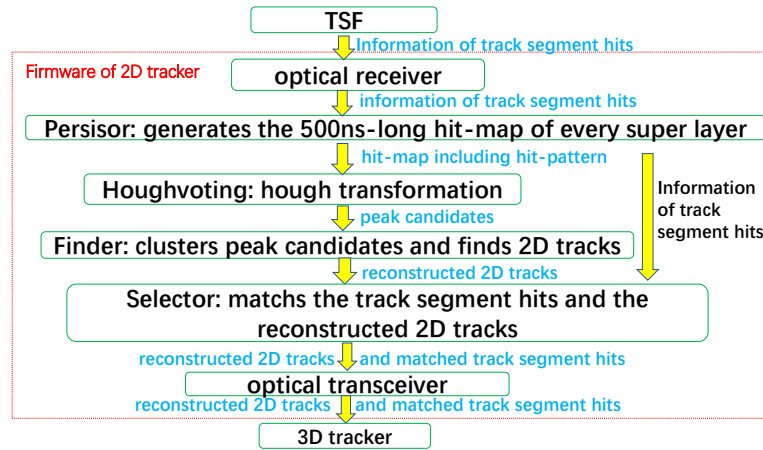 TSF
Information of track segment hits
Firmware of 2D tracker
optical receiver
information of track segment hits
Persisor: generates the 500ns-long hit-map of every super layer
hit-map including hit-pattern
Houghvoting: hough transformation
Information
of track
segment hits
peak candidates
Finder: clusters peak candidates and finds 2D tracks
reconstructed 2D tracks
Selector: matchs the track segment hits and the
reconstructed 2D tracks
reconstructed 2D tracks and matched track segment hits
optical transceiver
reconstructed 2D tracks and matched track segment hits
3D tracker